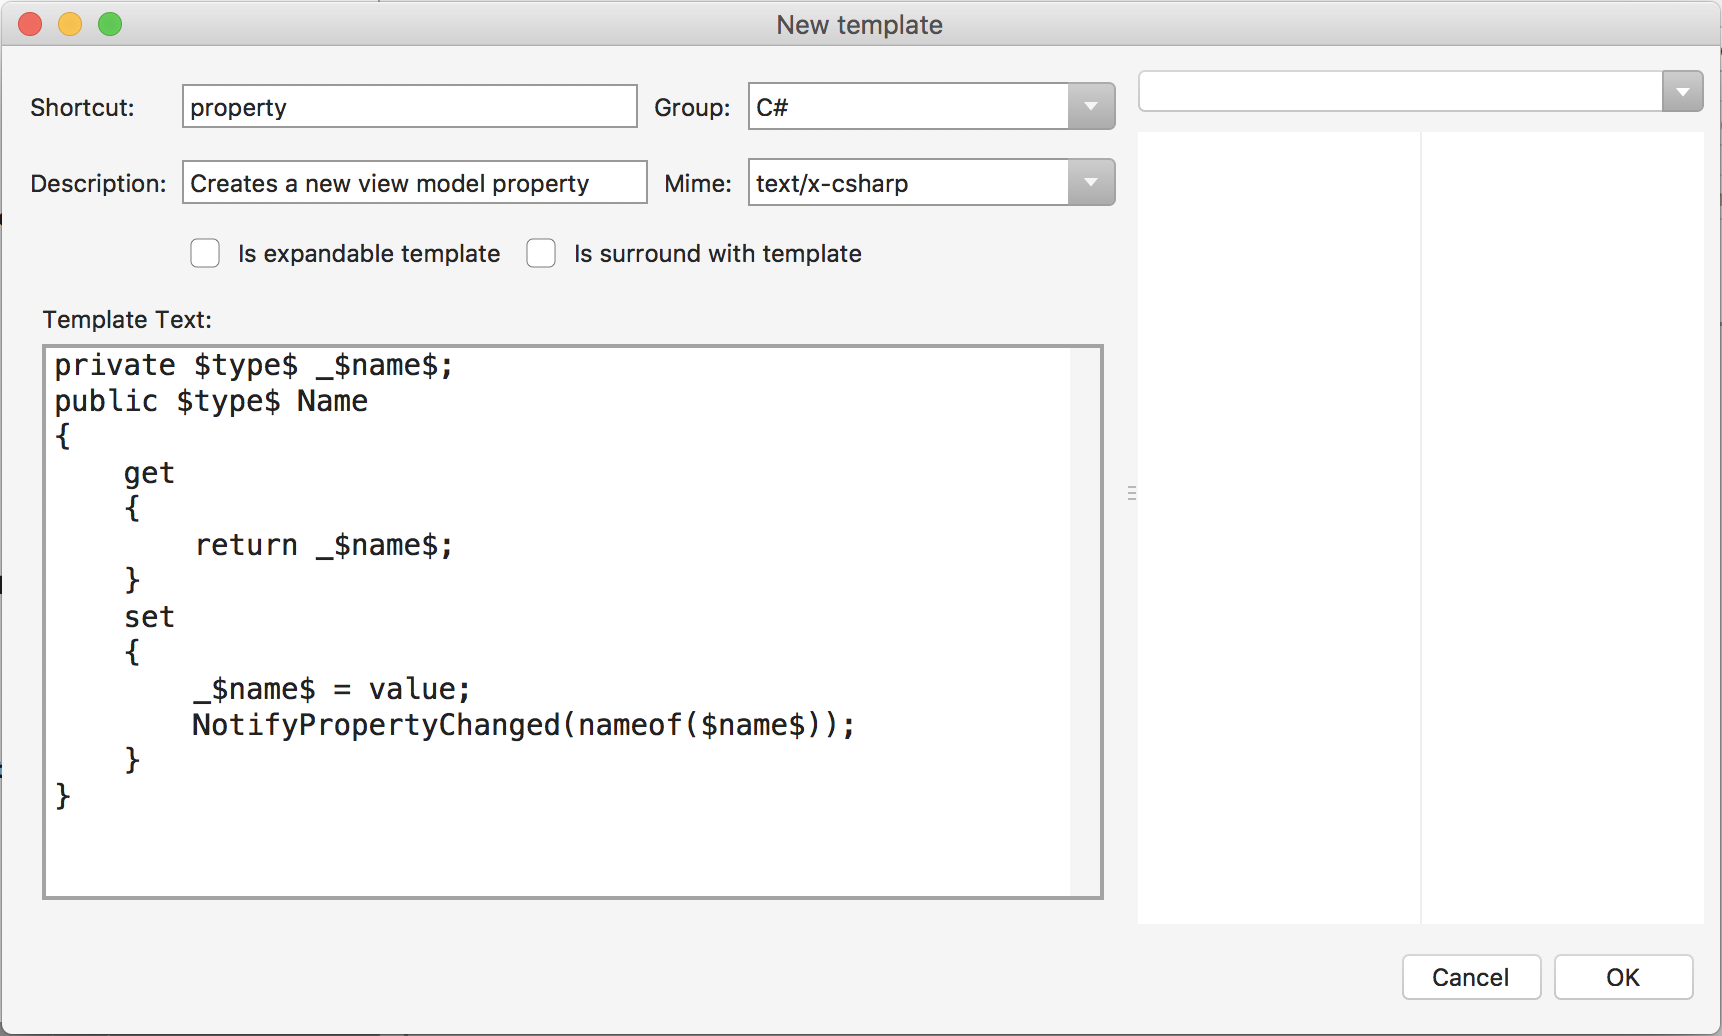 New template
Shortcut: property Group: C#
Description: Creates a new view model property Mime: text/x-csharp
Is expandable template Is surround with template
Template Text:
private $type$ _$name$;
public $type$ Name
{
    get
    {
        return _$name$;
    }
    set
    {
        _$name$ = value;
        NotifyPropertyChanged(nameof($name$));
    }
}
Cancel OK